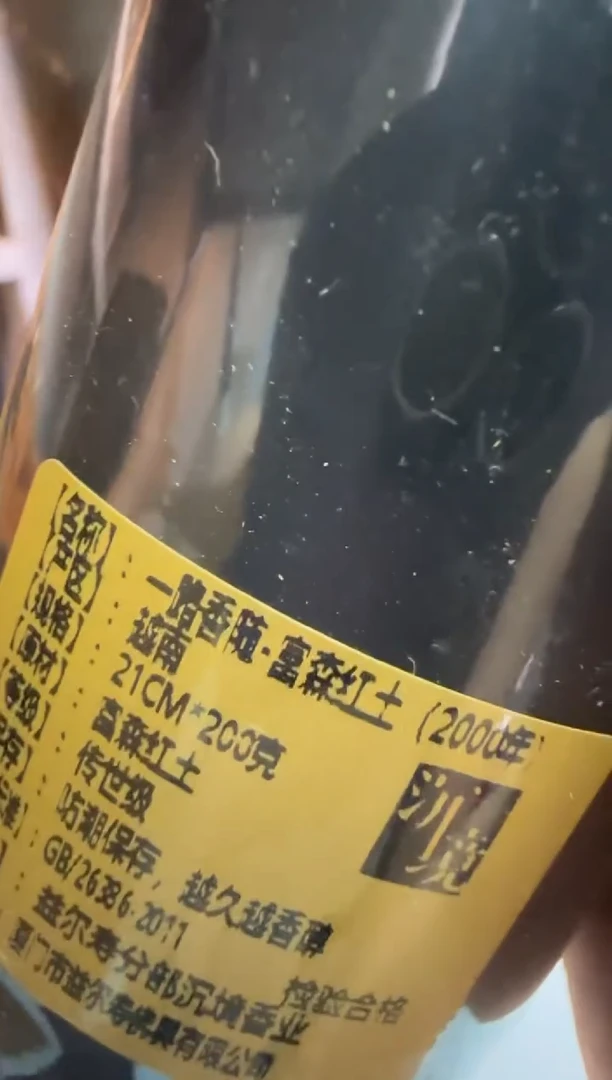 【名称】：一路香随·富森红土（2000年）
【产区】：越南
【规格】：21CM*200克
【原材】：富森红土
等级】：传世级
存】：防潮保存，越久越香醇
准】：GB/26386-2011
：益尔寿分部沉境香业
厦门市益尔寿佛具有限公司
检验合格
沉境